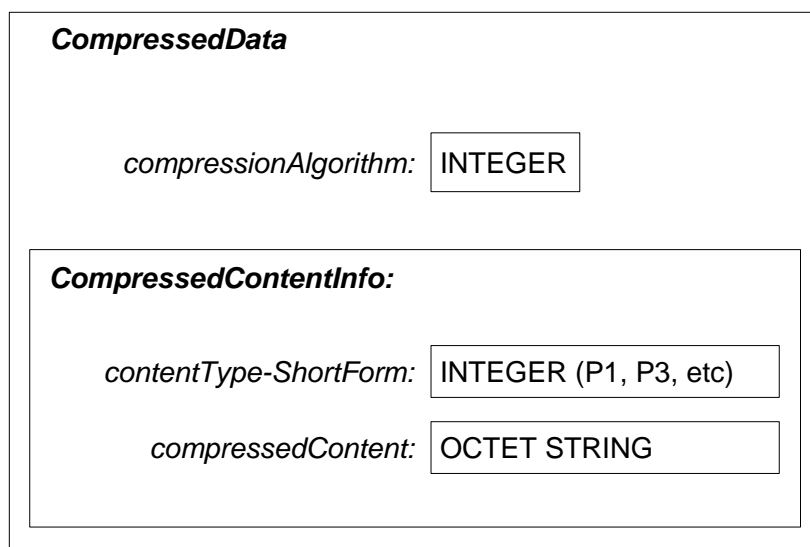 CompressedData
compressionAlgorithm: INTEGER
CompressedContentInfo:
contentType-ShortForm: INTEGER (P1, P3, etc)
compressedContent: OCTET STRING